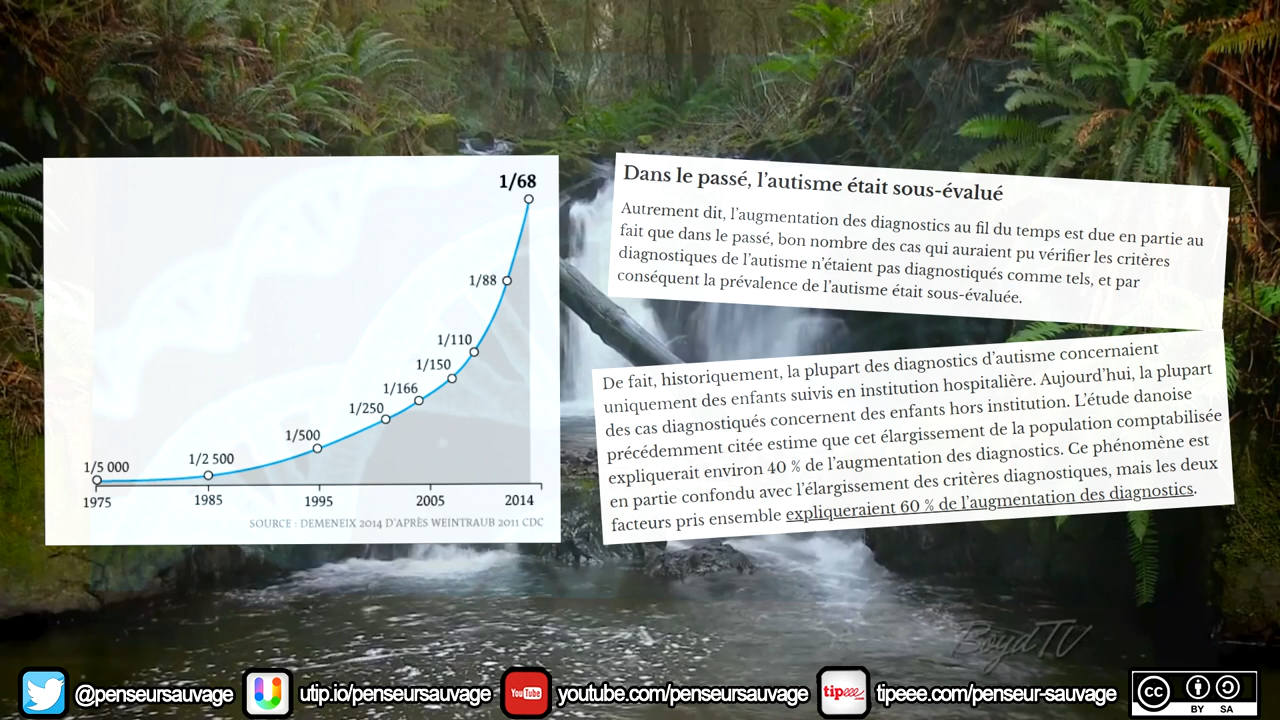 1/68
1/88
1/110
1/150
1/166
1/250
1/500
1/2 500
1/5 000
1975 1985 1995 2005 2014
SOURCE : DEMENEIX 2014 D'APRÈS WEINTRAUB 2011 CDC
Dans le passé, l'autisme était sous-évalué
Autrement dit, l'augmentation des diagnostics au fil du temps est due en partie au
fait que dans le passé, bon nombre des cas qui auraient pu vérifier les critères
diagnostiques de l'autisme n'étaient pas diagnostiqués comme tels, et par
conséquent la prévalence de l'autisme était sous-évaluée.
De fait, historiquement, la plupart des diagnostics d'autisme concernaient
uniquement des enfants suivis en institution hospitalière. Aujourd'hui, la plupart
des cas diagnostiqués concernent des enfants hors institution. L'étude danoise
précédemment citée estime que cet élargissement de la population comptabilisée
expliquerait environ 40 % de l'augmentation des diagnostics. Ce phénomène est
en partie confondu avec l'élargissement des critères diagnostiques, mais les deux
facteurs pris ensemble expliqueraient 60 % de l'augmentation des diagnostics.
BoydTV
@penseursauvage
utip.io/penseursauvage
YouTube
youtube.com/penseursauvage
tipeee
tipeee.com/penseur-sauvage
cc
BY SA